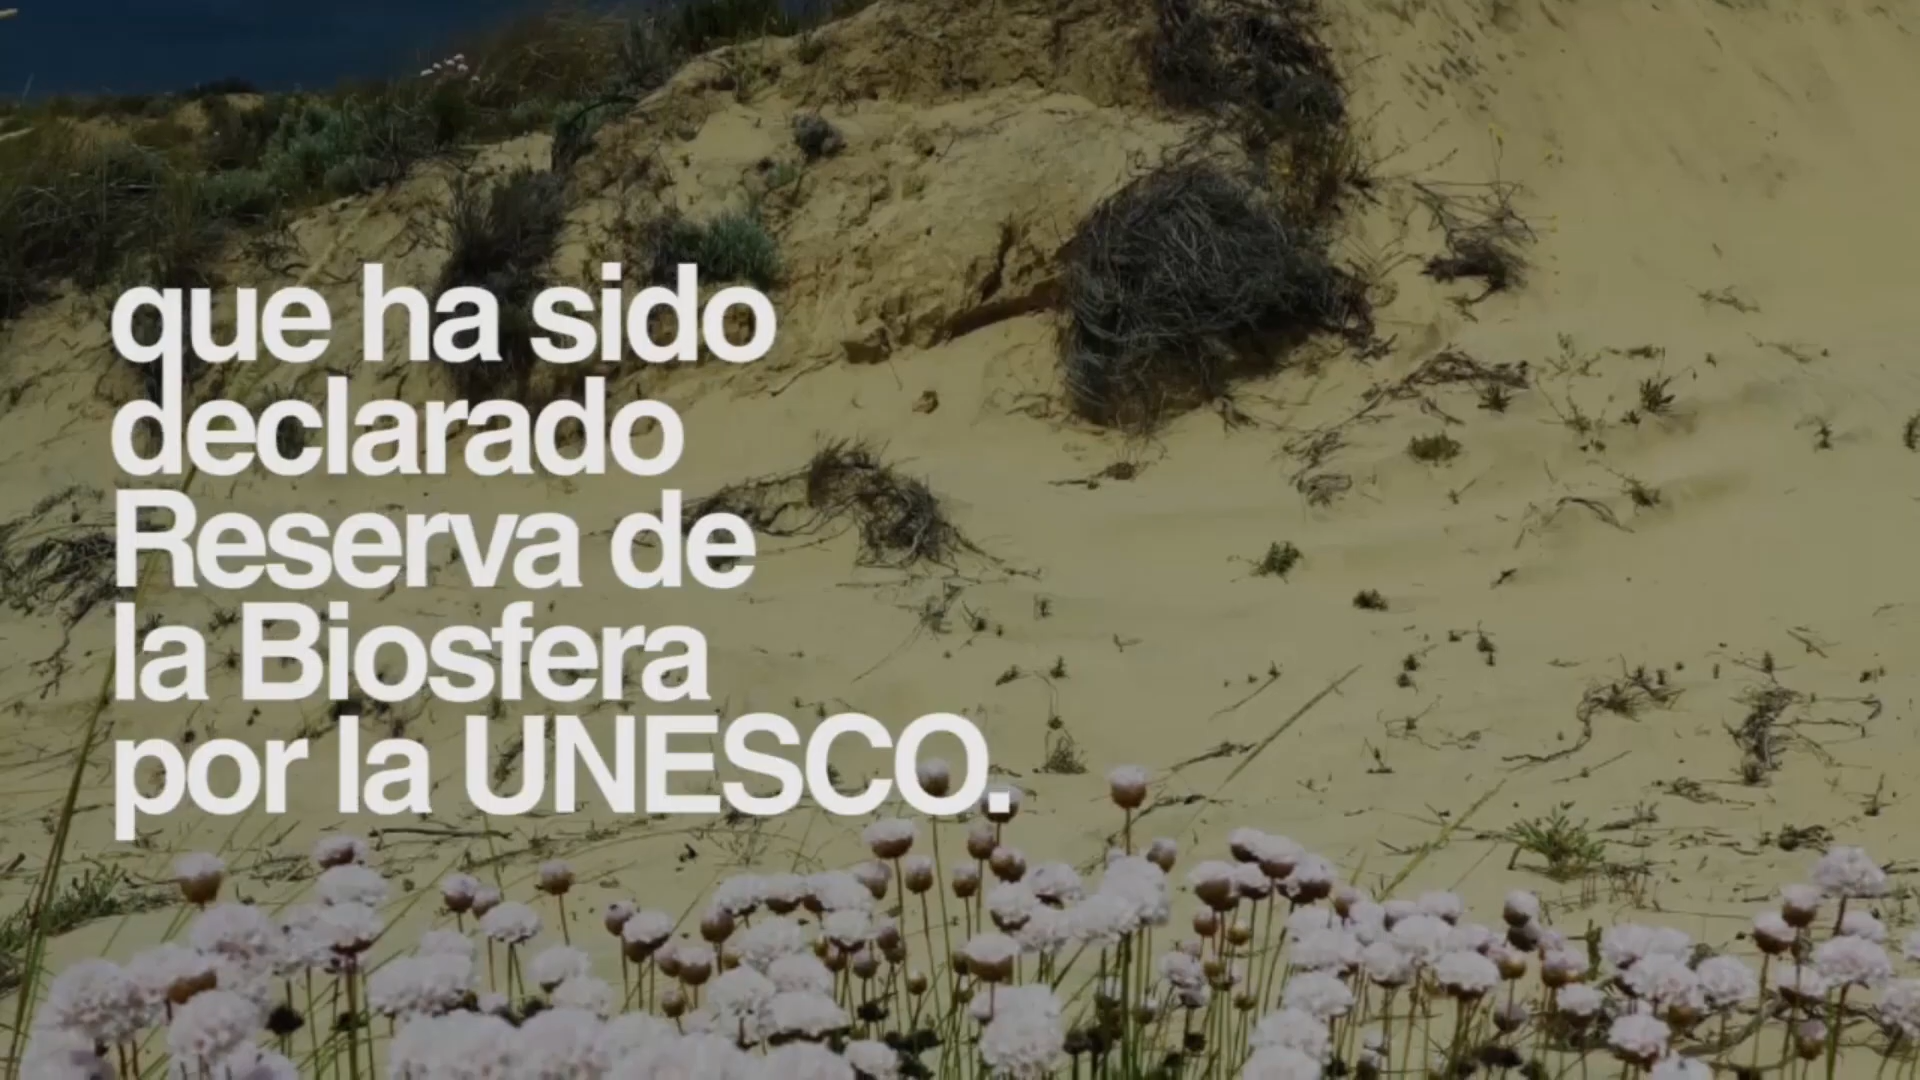 que ha sido
declarado
Reserva de
la Biosfera
por la UNESCO.